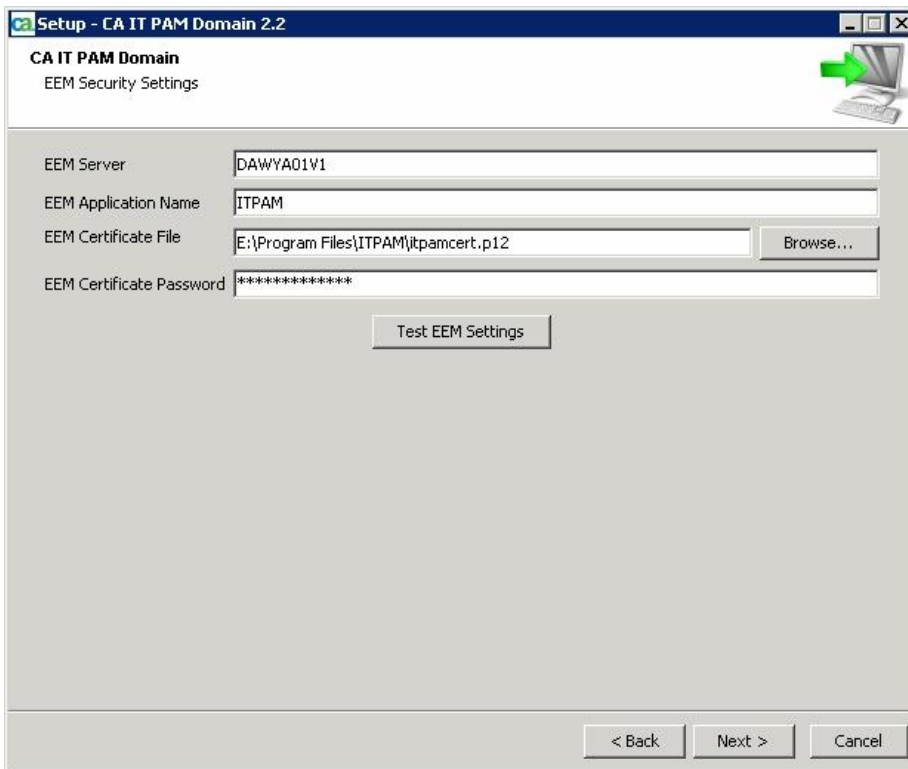 ca Setup - CA IT PAM Domain 2.2
CA IT PAM Domain
EEM Security Settings
EEM Server DAWYA01V1
EEM Application Name ITPAM
EEM Certificate File E:\Program Files\ITPAM\itpamcert.p12 Browse...
EEM Certificate Password *************
Test EEM Settings
< Back Next > Cancel